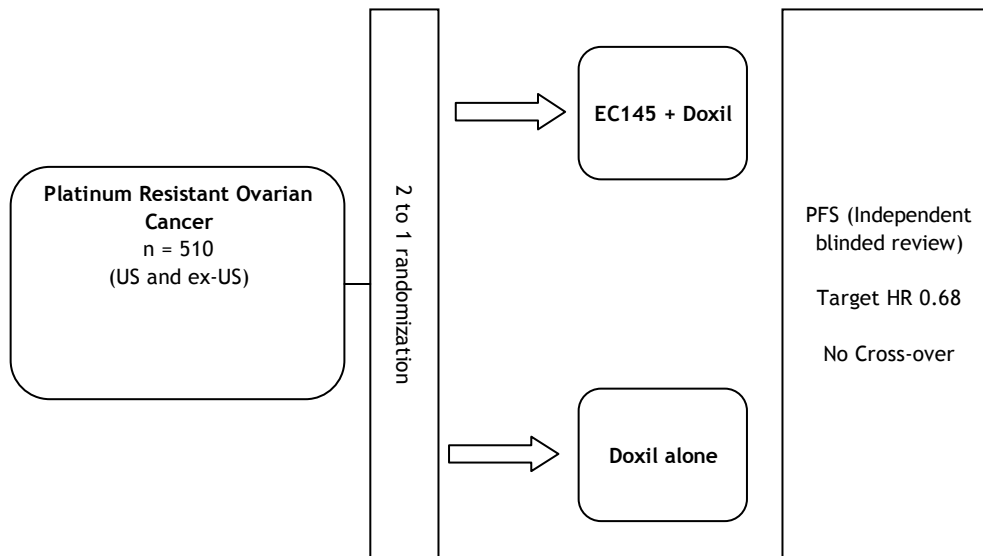 Platinum Resistant Ovarian
Cancer
n = 510
(US and ex-US)
2 to 1 randomization
EC145 + Doxil
Doxil alone
PFS (Independent
blinded review)
Target HR 0.68
No Cross-over